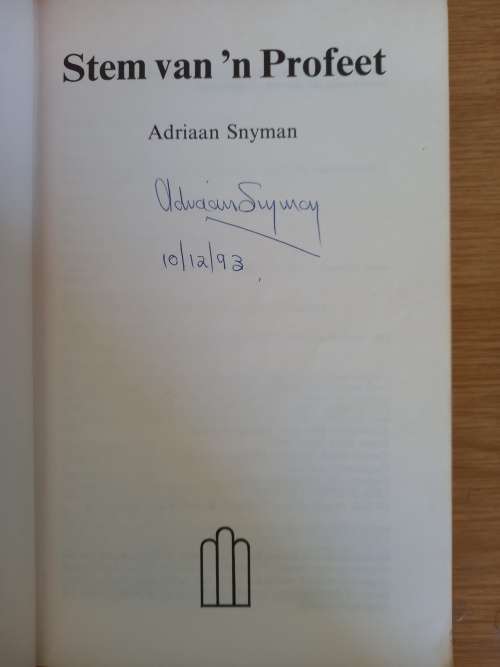 Stem van 'n Profeet
Adriaan Snyman
Adriaan Snyman
10/12/93